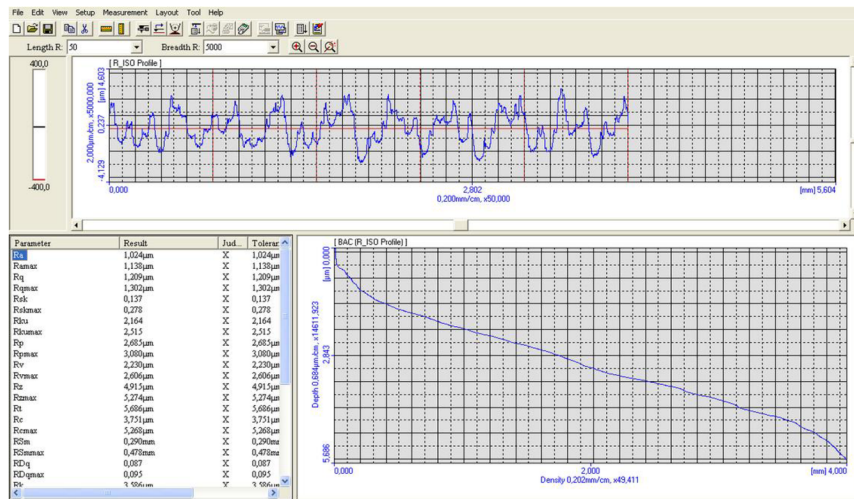 File Edit View Setup Measurement Layout Tool Help
Length R: 50 Breadth R: 5000
400,0
-400,0
[ R_ISO Profile ]
2,000µm/cm, x5000,000
-4,129 0,237 [µm] 4,603
0,000 2,802 [mm] 5,604
0,200mm/cm, x50,000
Parameter Result Jud... Toleran
Ra 1,024µm X 1,024µm
Ramax 1,138µm X 1,138µm
Rq 1,209µm X 1,209µm
Rqmax 1,302µm X 1,302µm
Rsk 0,137 X 0,137
Rskmax 0,278 X 0,278
Rku 2,164 X 2,164
Rkumax 2,515 X 2,515
Rp 2,685µm X 2,685µm
Rpmax 3,080µm X 3,080µm
Rv 2,230µm X 2,230µm
Rvmax 2,606µm X 2,606µm
Rz 4,915µm X 4,915µm
Rzmax 5,274µm X 5,274µm
Rt 5,686µm X 5,686µm
Rc 3,751µm X 3,751µm
Rcmax 5,268µm X 5,268µm
RSm 0,290mm X 0,290mm
RSmmax 0,478mm X 0,478mm
RDq 0,087 X 0,087
RDqmax 0,095 X 0,095
Rk 3,586µm X 3,586µm
[ BAC (R_ISO Profile) ]
Depth 0,684µm/cm, x14611,923
5,686 2,843 [µm] 0,000
0,000 2,000 [mm] 4,000
Density 0,202mm/cm, x49,411